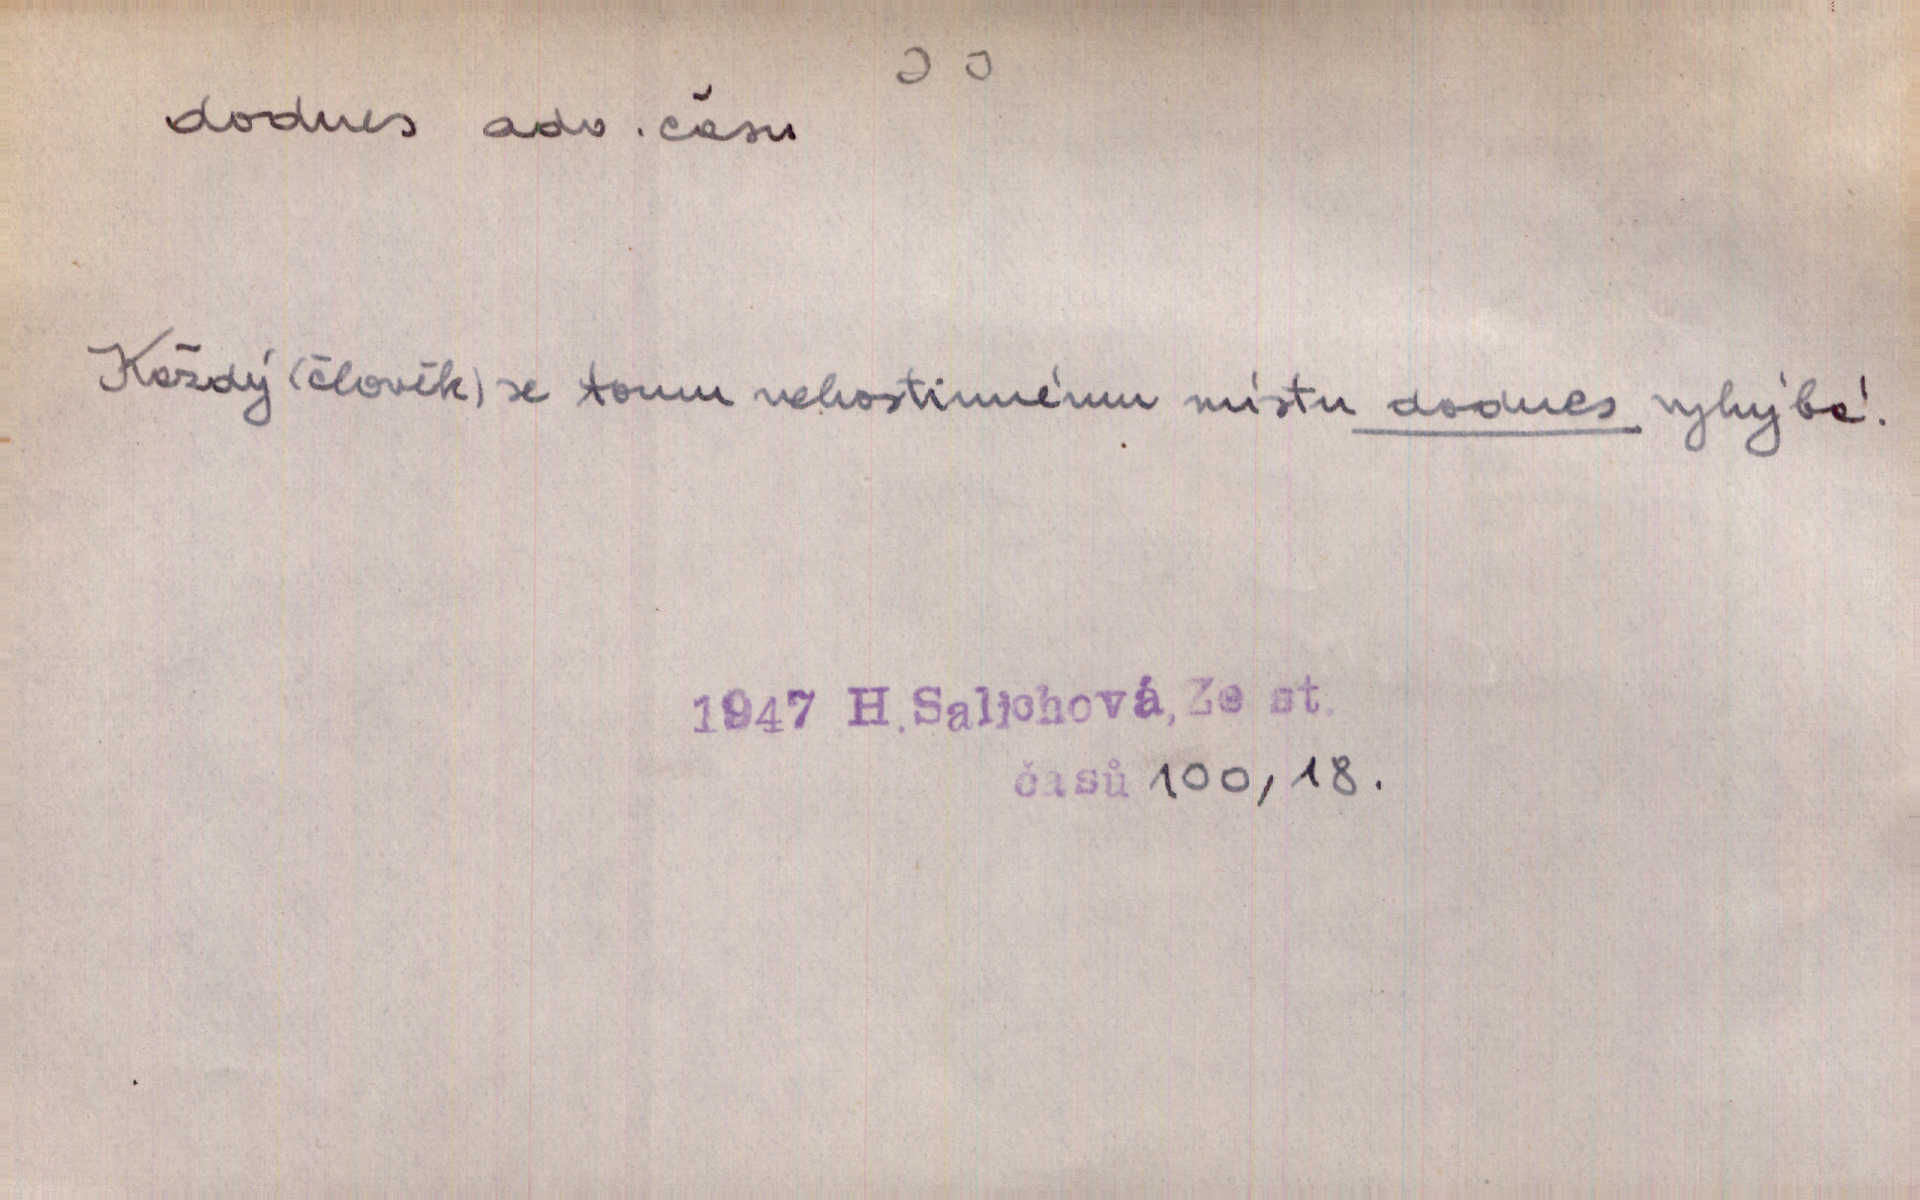 dodnes adv. času
Každý (člověk) se tomu nehostinnému místu dodnes vyhýbá.
1947 H. Salichová, Ze st.
časů 100, 18.